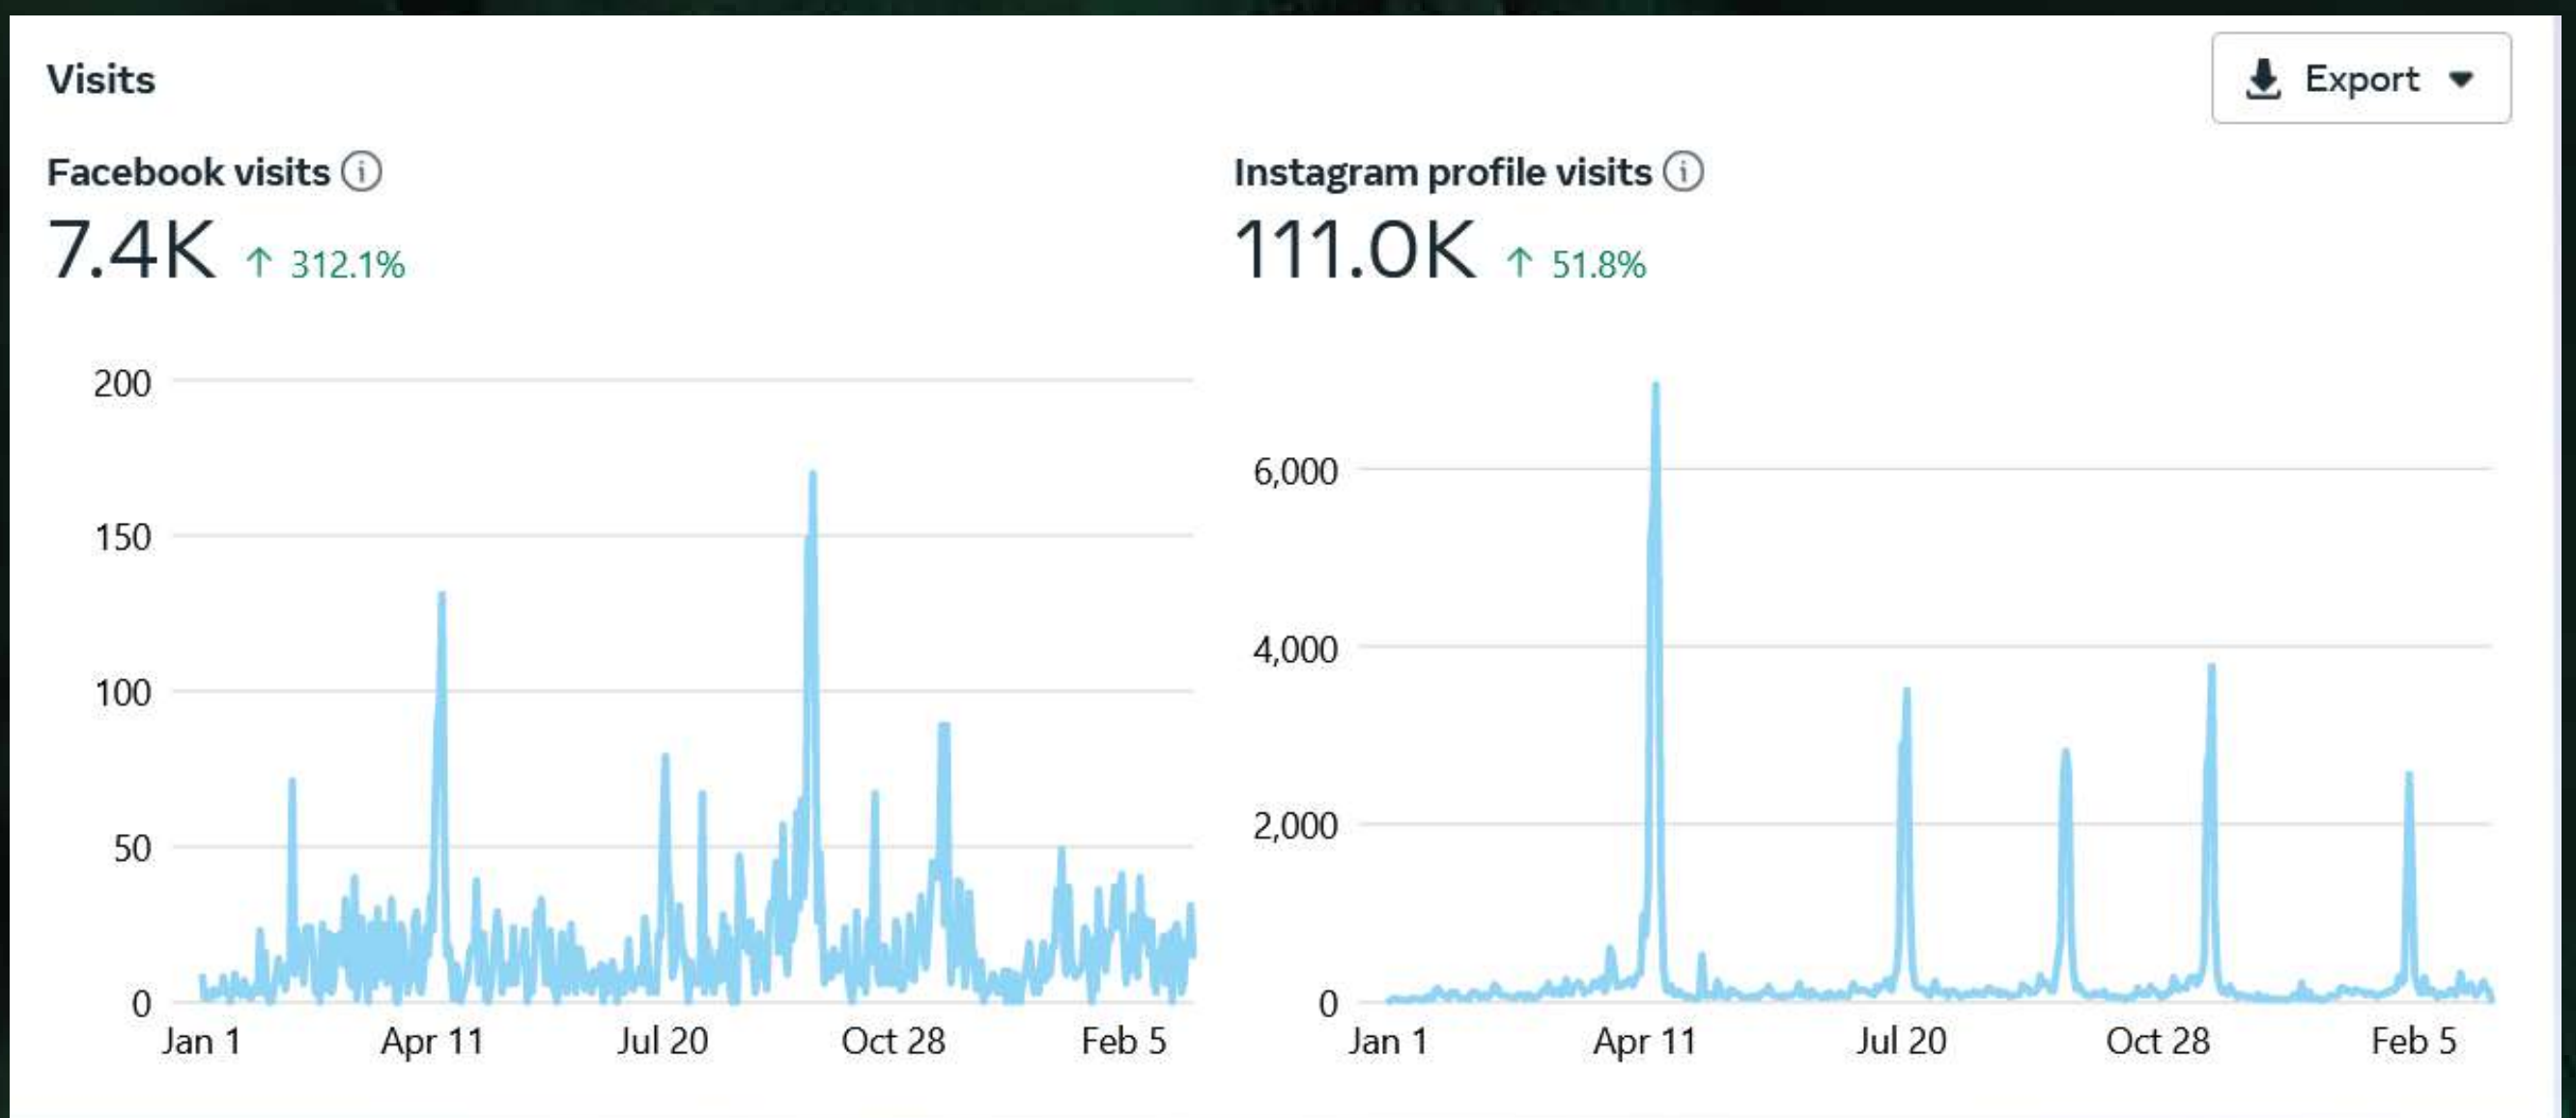 Visits
Export
Facebook visits
7.4K ↑ 312.1%
200
150
100
50
0
Jan 1 Apr 11 Jul 20 Oct 28 Feb 5
Instagram profile visits
111.0K ↑ 51.8%
6,000
4,000
2,000
0
Jan 1 Apr 11 Jul 20 Oct 28 Feb 5